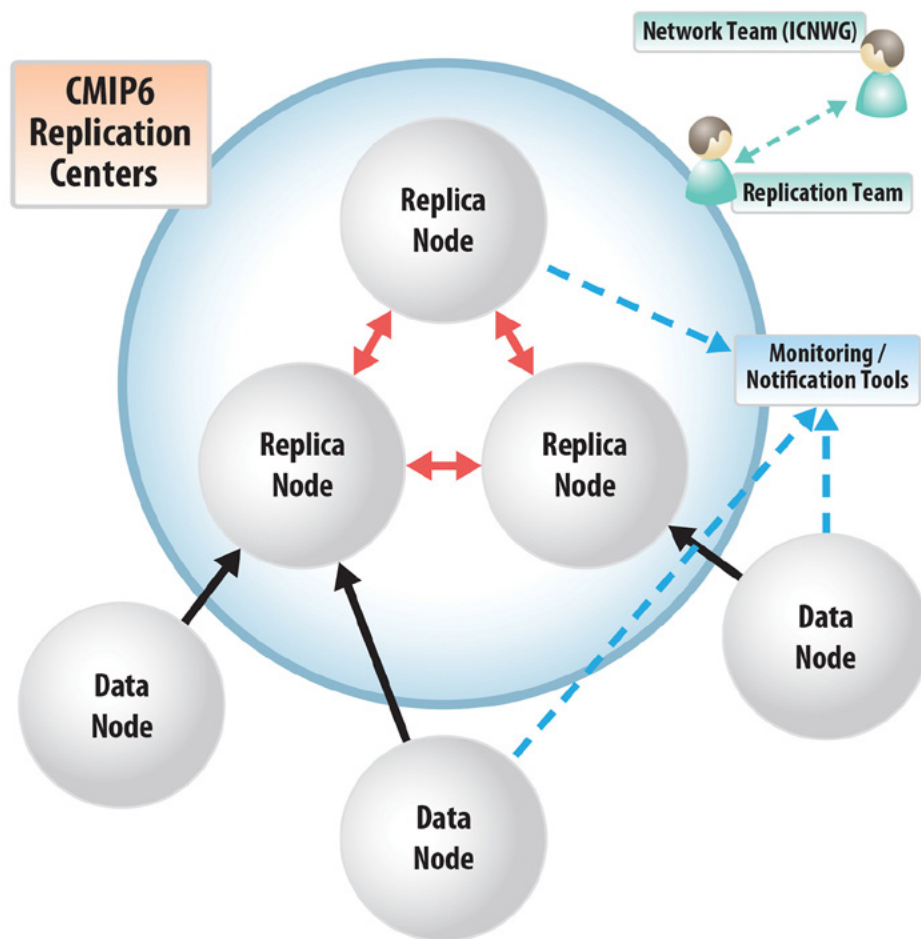 Network Team (ICNWG)
CMIP6
Replication
Centers
Replication Team
Replica
Node
Monitoring /
Notification Tools
Replica
Node
Replica
Node
Data
Node
Data
Node
Data
Node